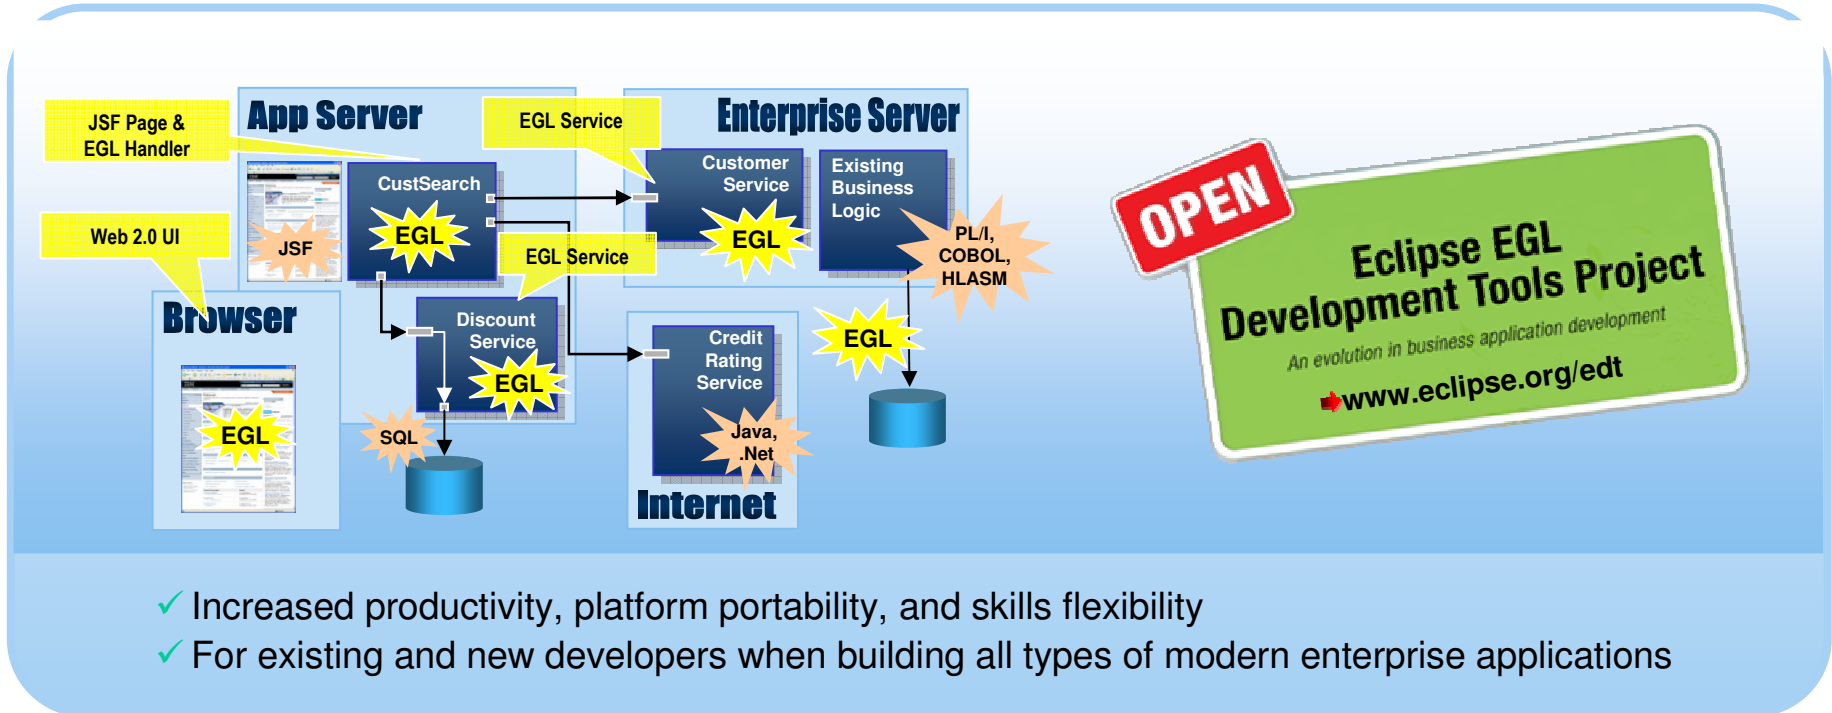 JSF Page &
EGL Handler
App Server
EGL Service
Enterprise Server
CustSearch
EGL
JSF
Customer
Service
EGL
Existing
Business
Logic
PL/I,
COBOL,
HLASM
Web 2.0 UI
EGL Service
Browser
EGL
Discount
Service
EGL
SQL
Credit
Rating
Service
Java,
.Net
Internet
EGL
OPEN
Eclipse EGL
Development Tools Project
An evolution in business application development
www.eclipse.org/edt
Increased productivity, platform portability, and skills flexibility
For existing and new developers when building all types of modern enterprise applications